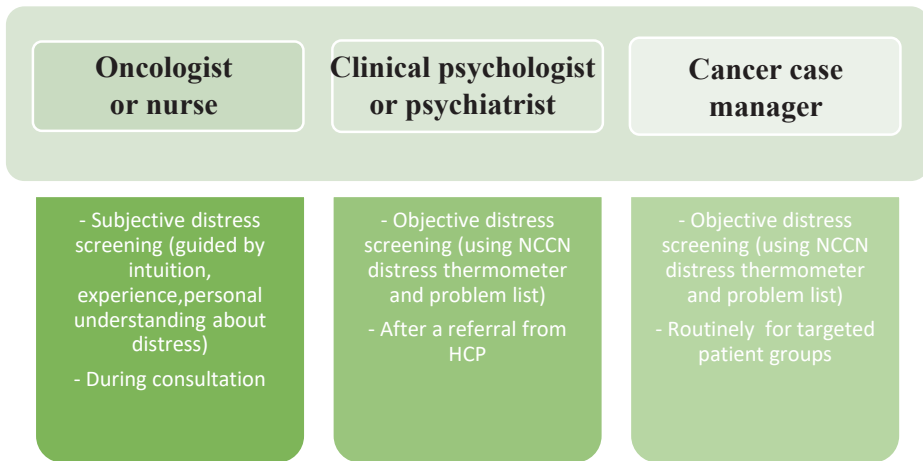 Oncologist
or nurse
Clinical psychologist
or psychiatrist
Cancer case
manager
- Subjective distress
screening (guided by
intuition,
experience,personal
understanding about
distress)
- During consultation
- Objective distress
screening (using NCCN
distress thermometer
and problem list)
- After a referral from
HCP
- Objective distress
screening (using NCCN
distress thermometer
and problem list)
- Routinely  for targeted
patient groups